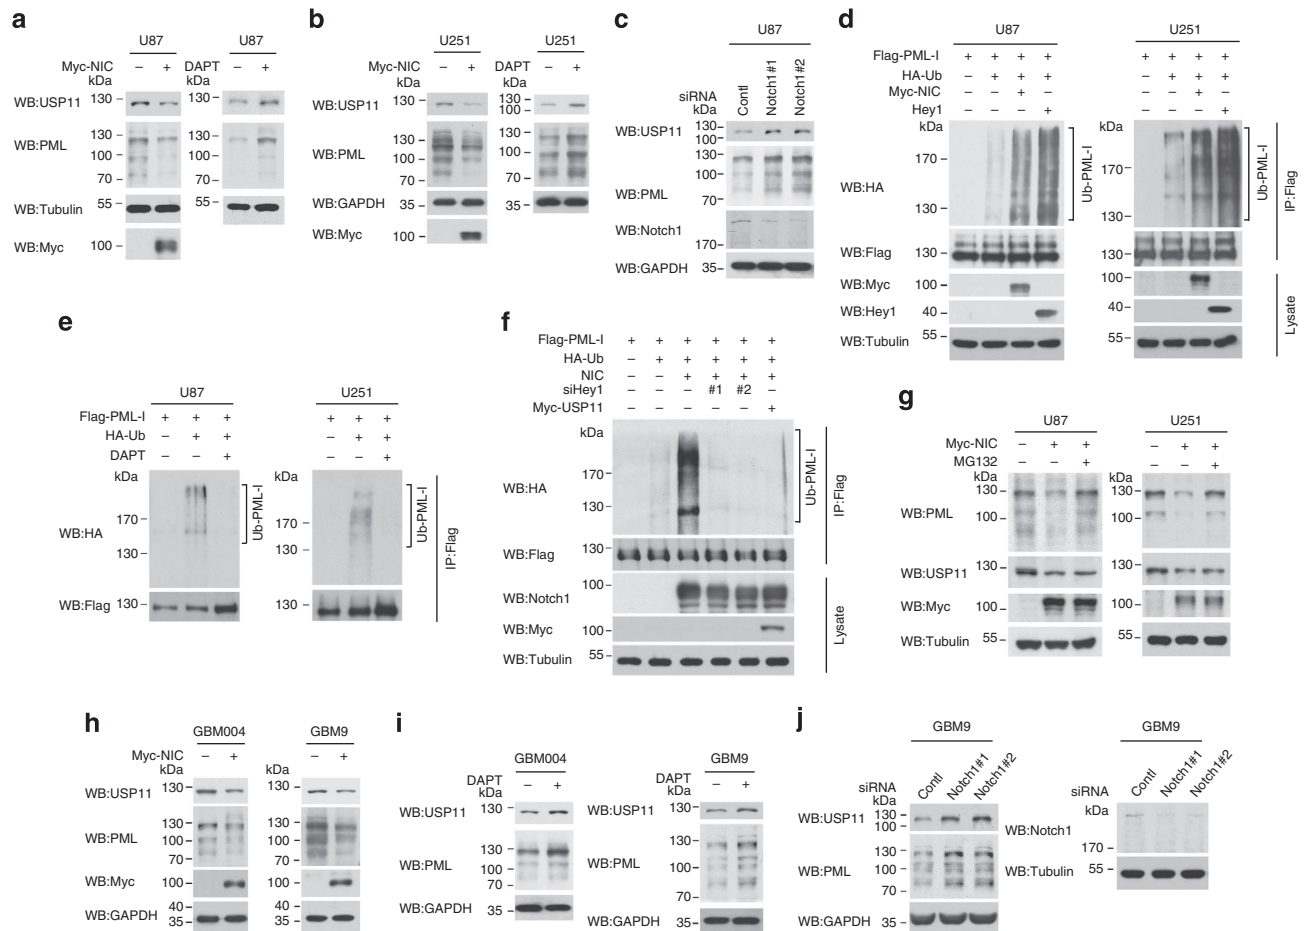 a
U87 U87
Myc-NIC – + DAPT – +
kDa kDa
WB:USP11 130 130
WB:PML 130 130
100 100
70 70
WB:Tubulin 55 55
WB:Myc 100
b
U251 U251
Myc-NIC – + DAPT – +
kDa kDa
WB:USP11 130 130
100
WB:PML 130 130
100 100
70 70
WB:GAPDH 35 35
WB:Myc 100
c
U87
siRNA Contl Notch1#1 Notch1#2
kDa
WB:USP11 130
100
WB:PML 130
100
70
WB:Notch1 170
WB:GAPDH 35
d
U87 U251
Flag-PML-I + + + + + + + +
HA-Ub – + + + – + + +
Myc-NIC – – + – – – + –
Hey1 – – – + – – – +
kDa kDa
WB:HA 170 170
130 130
Ub-PML-I Ub-PML-I
WB:Flag 130 130
IP:Flag
WB:Myc 100 100
WB:Hey1 40 40
WB:Tubulin 55 55
Lysate
e
U87 U251
Flag-PML-I + + + + + +
HA-Ub – + + – + +
DAPT – – + – – +
kDa kDa
WB:HA 170 170
130 130
Ub-PML-I Ub-PML-I
WB:Flag 130 130
IP:Flag
f
Flag-PML-I + + + + + +
HA-Ub – + + + + +
NIC – – + + + +
siHey1 – – – #1 #2 –
Myc-USP11 – – – – – +
kDa
WB:HA 170
130
Ub-PML-I
WB:Flag 130
IP:Flag
WB:Notch1 100
WB:Myc 100
WB:Tubulin 55
Lysate
g
U87 U251
Myc-NIC – + + – + +
MG132 – – + – – +
kDa kDa
WB:PML 130 130
100 100
WB:USP11 130 130
WB:Myc 100 100
WB:Tubulin 55 55
h
GBM004 GBM9
Myc-NIC – + – +
kDa kDa
WB:USP11 130 130
WB:PML 130 130
100 100
70 70
WB:Myc 100 100
WB:GAPDH 40 40
35 35
i
GBM004 GBM9
DAPT – + DAPT – +
kDa kDa
WB:USP11 130 WB:USP11 130
WB:PML 130 WB:PML 130
100 100
70 70
WB:GAPDH 35 WB:GAPDH 35
j
GBM9 GBM9
siRNA Contl Notch1#1 Notch1#2 siRNA Contl Notch1#1 Notch1#2
kDa kDa
WB:USP11 130
100
WB:Notch1 170
WB:PML 130
100
70
WB:Tubulin 55
WB:GAPDH 35